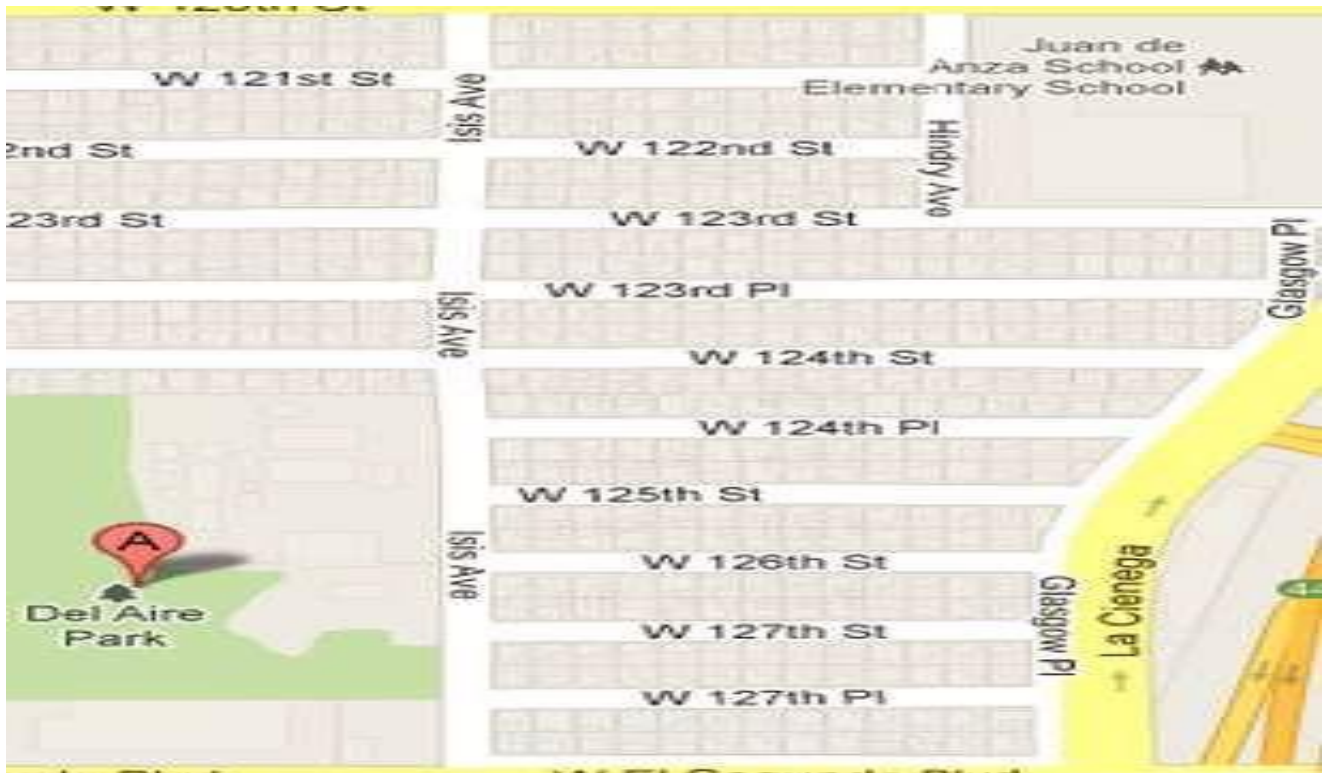 W 121st St
Isis Ave
Juan de
Anza School
Elementary School
2nd St
W 122nd St
Hindry Ave
23rd St
W 123rd St
Glasgow Pl
W 123rd Pl
Isis Ave
W 124th St
W 124th Pl
W 125th St
A
Isis Ave
W 126th St
La Cienega
Glasgow Pl
Del Aire
Park
W 127th St
W 127th Pl